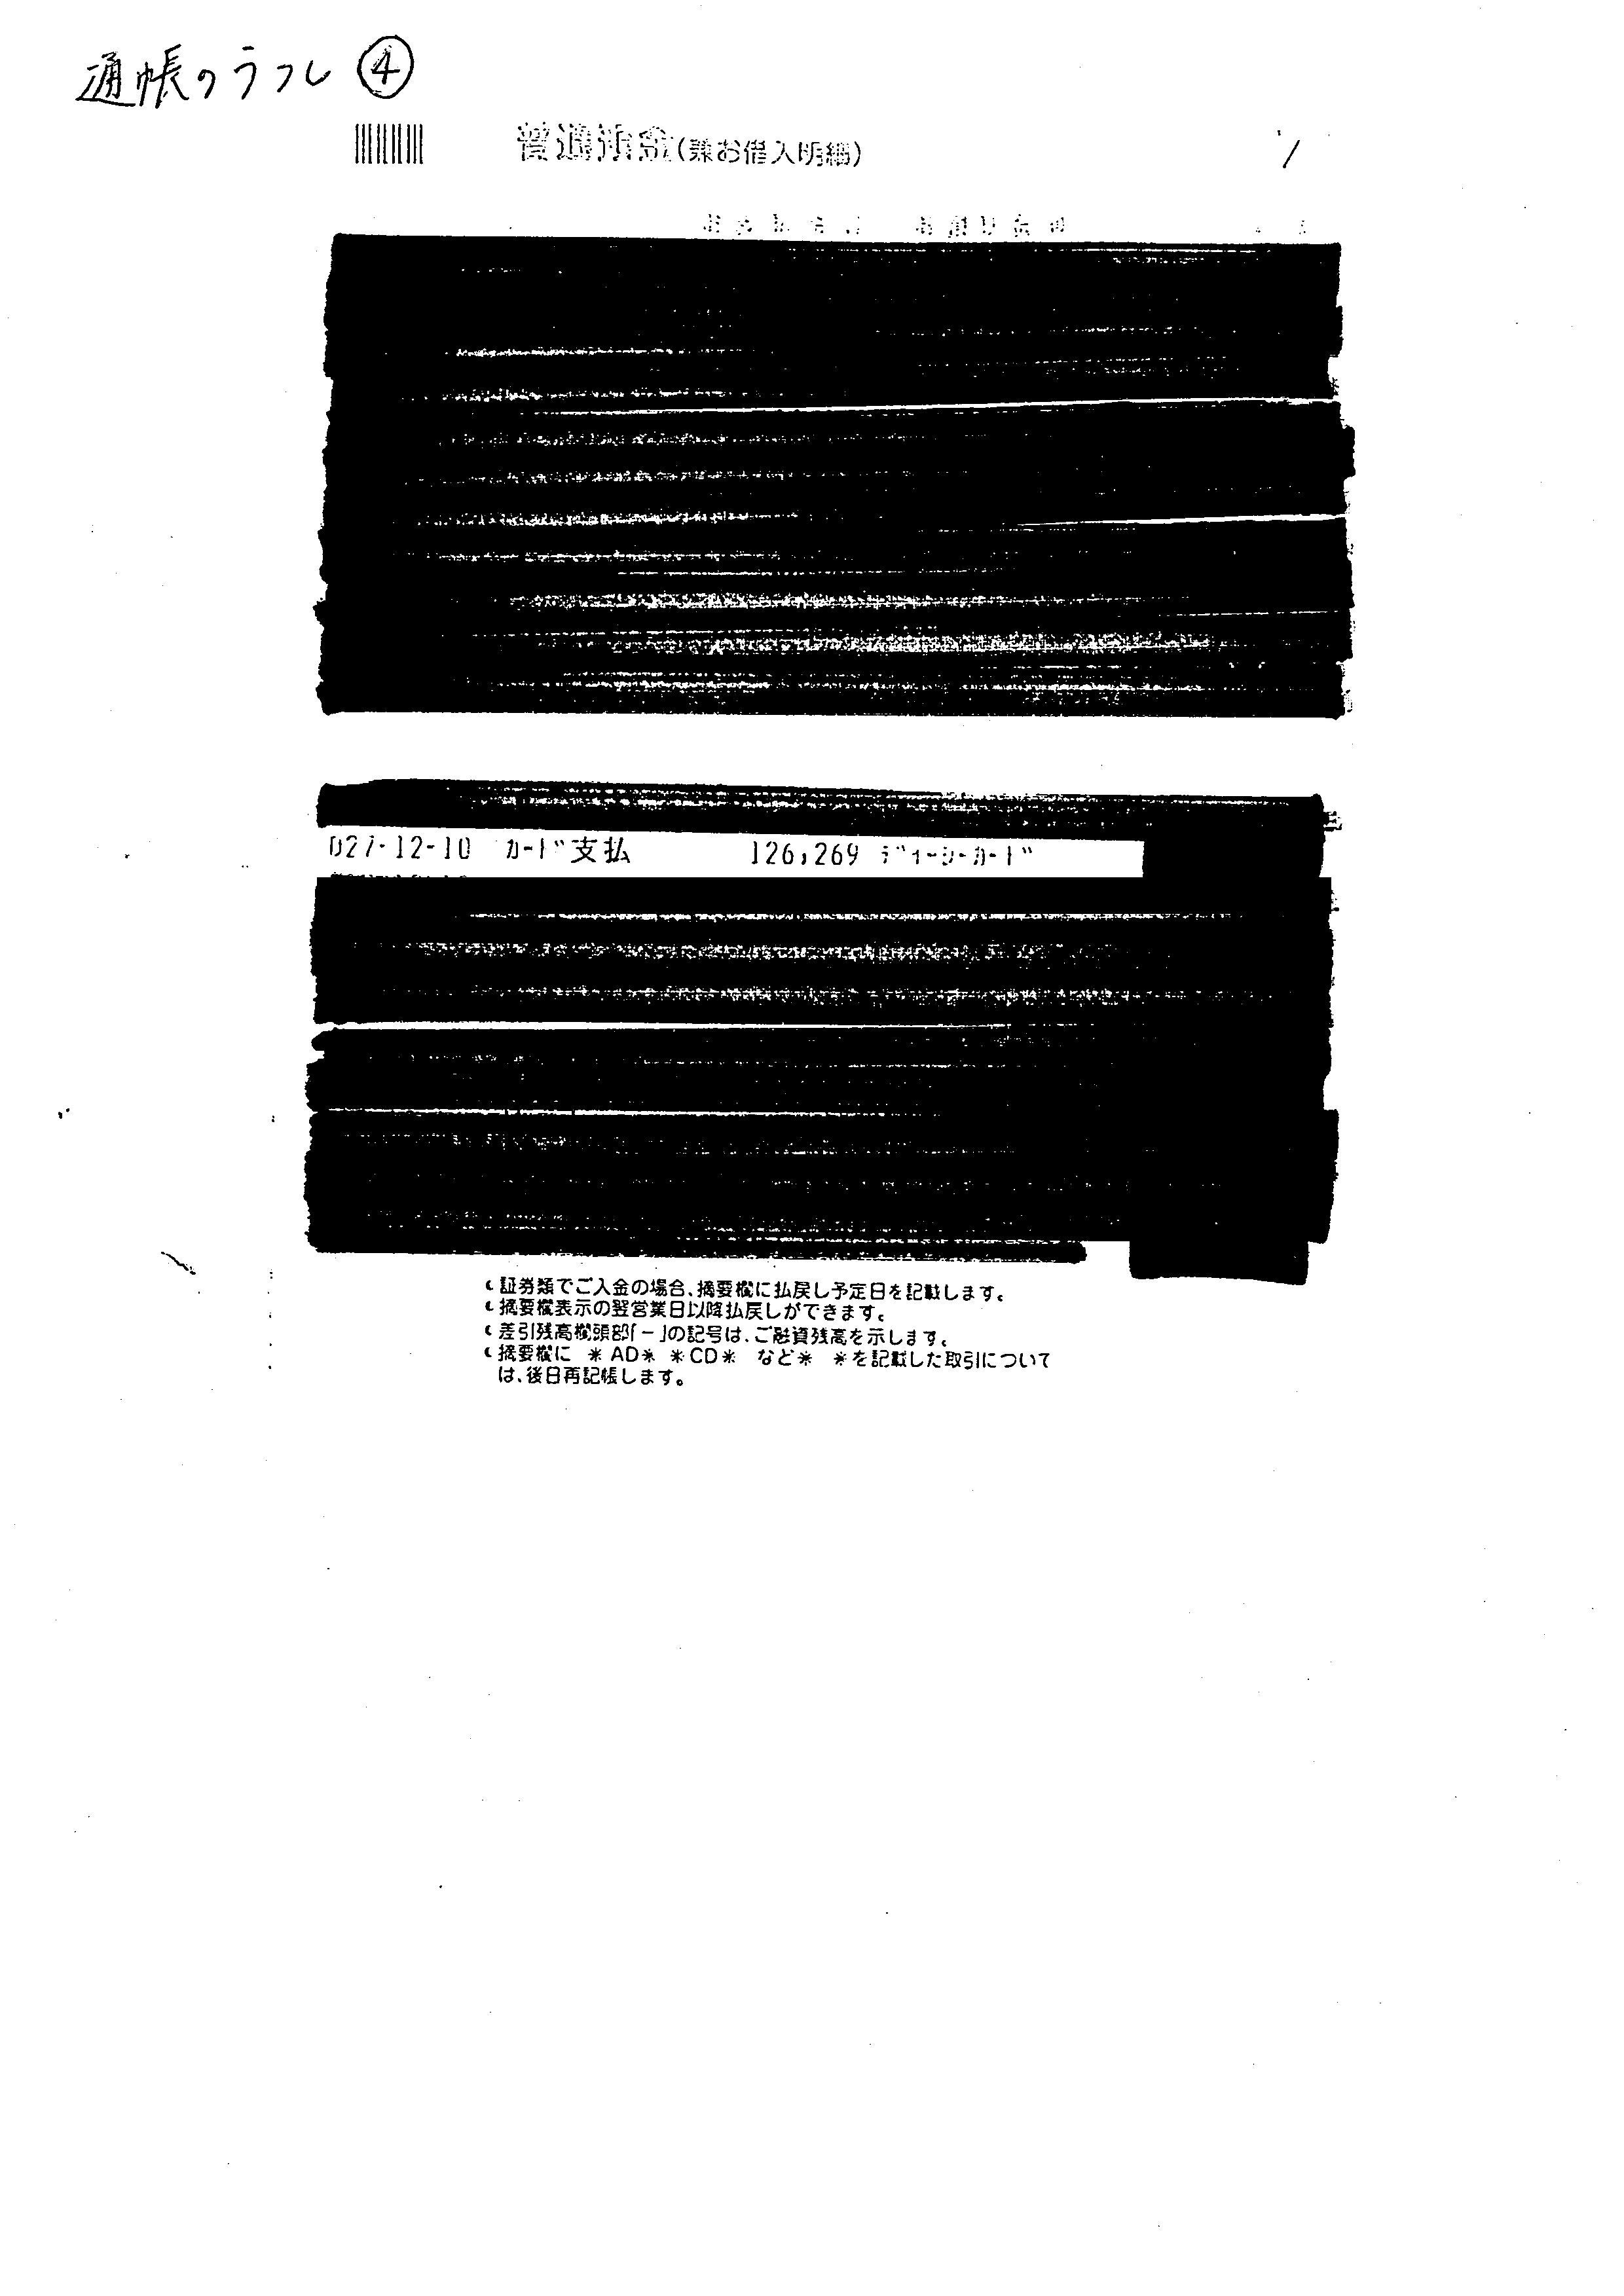 通帳のうつし ④
普通預金(兼お借入明細)
027-12-10 カード支払 126,269 ディーシーカード
証券類でご入金の場合、摘要欄に払戻し予定日を記載します。
摘要欄表示の翌営業日以降払戻しができます。
差引残高欄頭部「-」の記号は、ご融資残高を示します。
摘要欄に *AD* *CD* など* *を記載した取引について
は、後日再記帳します。